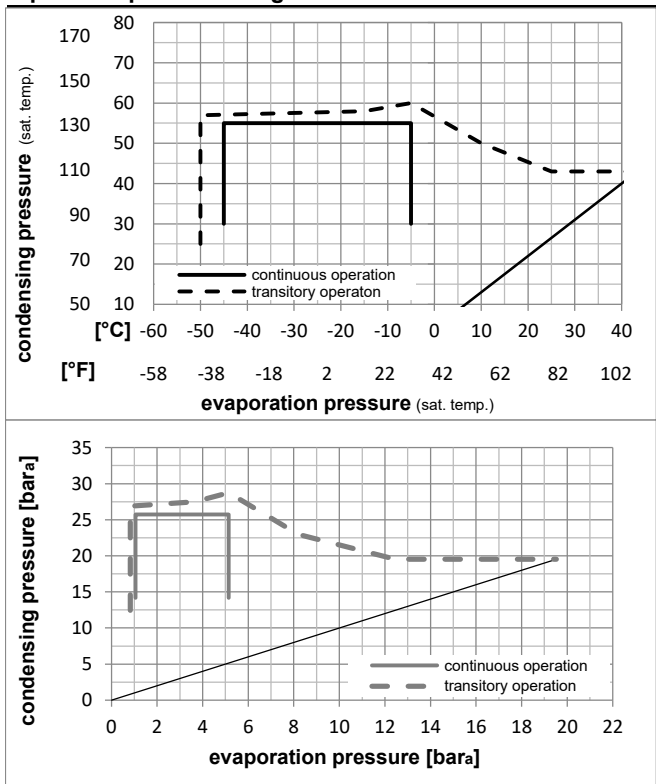 170 80
70
150
60
130
50
110
40
90
30
70
20
50 10
condensing pressure (sat. temp.)
continuous operation
transitory operaton
[°C] -60 -50 -40 -30 -20 -10 0 10 20 30 40
[°F] -58 -38 -18 2 22 42 62 82 102
evaporation pressure (sat. temp.)
35
30
25
20
15
10
5
0
condensing pressure [bara]
continuous operation
transitory operation
0 2 4 6 8 10 12 14 16 18 20 22
evaporation pressure [bara]